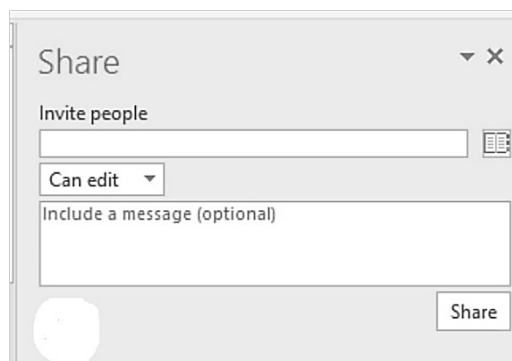 Share
Invite people
Can edit
Include a message (optional)
Share